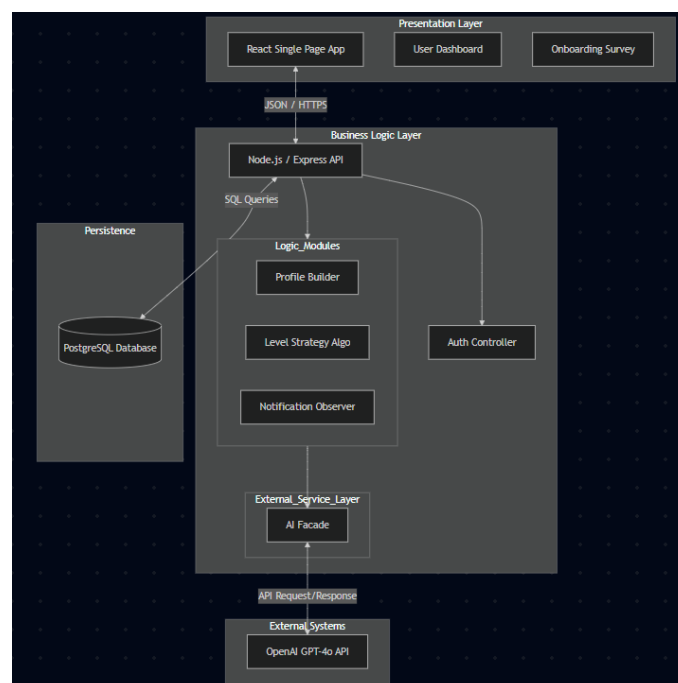 Presentation Layer
React Single Page App
User Dashboard
Onboarding Survey
JSON / HTTPS
Business Logic Layer
Node.js / Express API
SQL Queries
Persistence
Logic_Modules
Profile Builder
PostgreSQL Database
Level Strategy Algo
Auth Controller
Notification Observer
External_Service_Layer
AI Facade
API Request/Response
External_Systems
OpenAI GPT-4o API